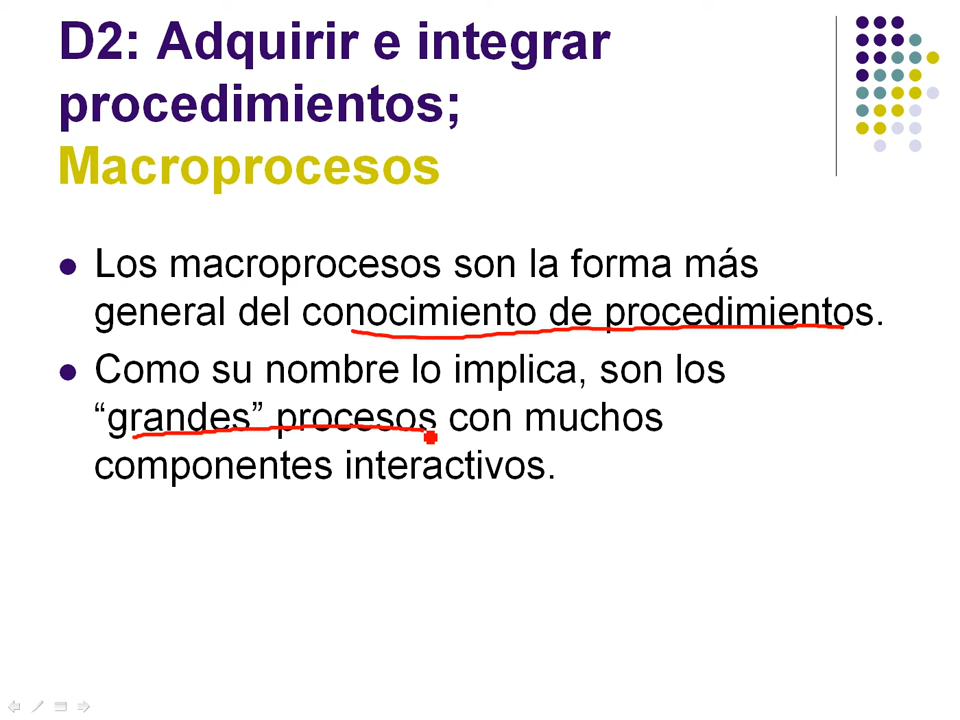 D2: Adquirir e integrar
procedimientos;
Macroprocesos
Los macroprocesos son la forma más
general del conocimiento de procedimientos.
Como su nombre lo implica, son los
“grandes” procesos con muchos
componentes interactivos.